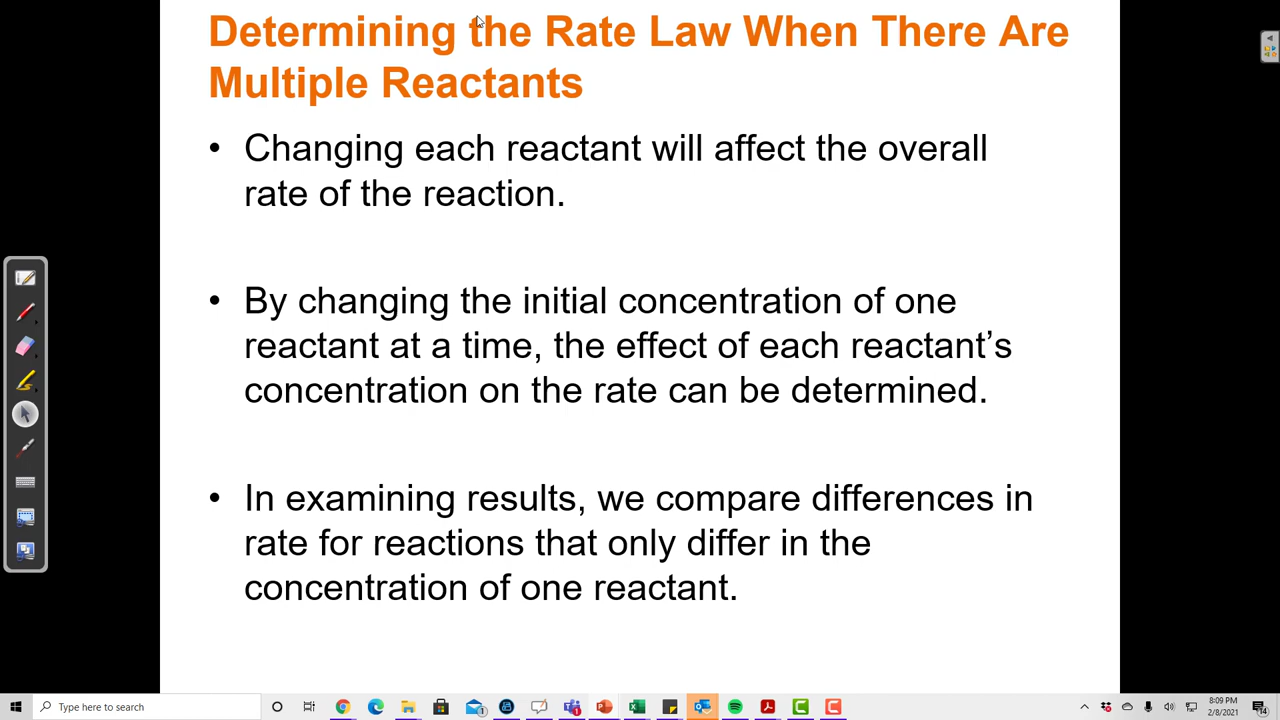 Determining the Rate Law When There Are
Multiple Reactants
• Changing each reactant will affect the overall
rate of the reaction.
• By changing the initial concentration of one
reactant at a time, the effect of each reactant’s
concentration on the rate can be determined.
• In examining results, we compare differences in
rate for reactions that only differ in the
concentration of one reactant.
Type here to search
8:09 PM
2/8/2021